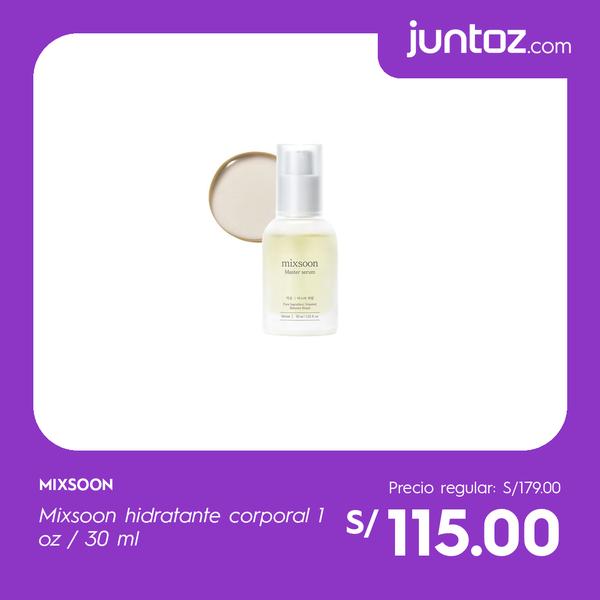 juntoz.com
mixsoon
Master serum
MIXSOON
Mixsoon hidratante corporal 1
oz / 30 ml
Precio regular: S/179.00
S/115.00